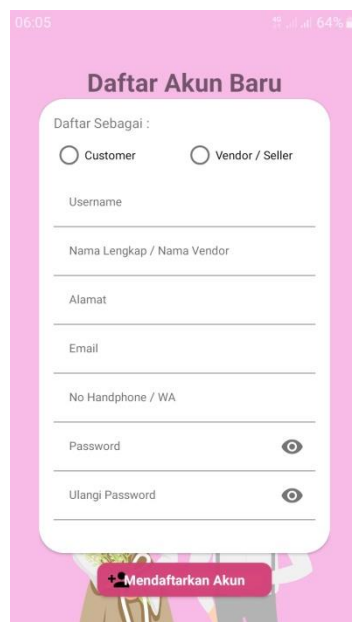 06:05 64%
Daftar Akun Baru
Daftar Sebagai :
Customer Vendor / Seller
Username
Nama Lengkap / Nama Vendor
Alamat
Email
No Handphone / WA
Password
Ulangi Password
Mendaftarkan Akun